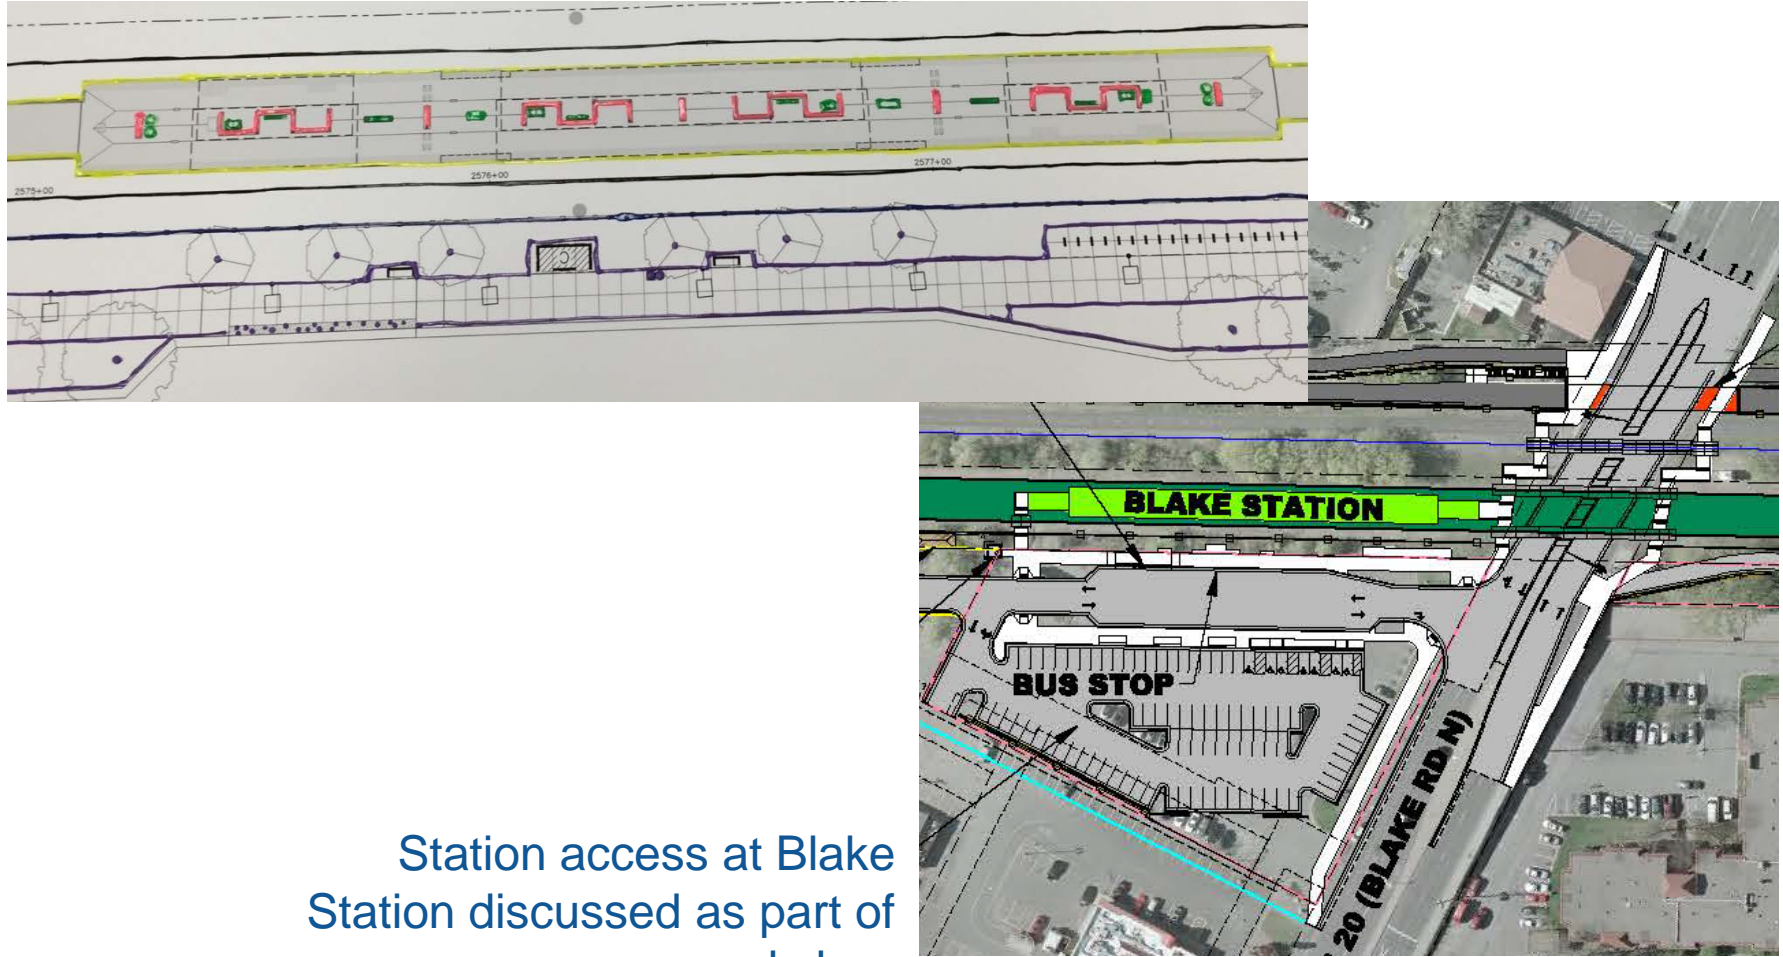 2575+00
2576+00
2577+00
BLAKE STATION
BUS STOP
20 (BLAKE RD N)
Station access at Blake
Station discussed as part of